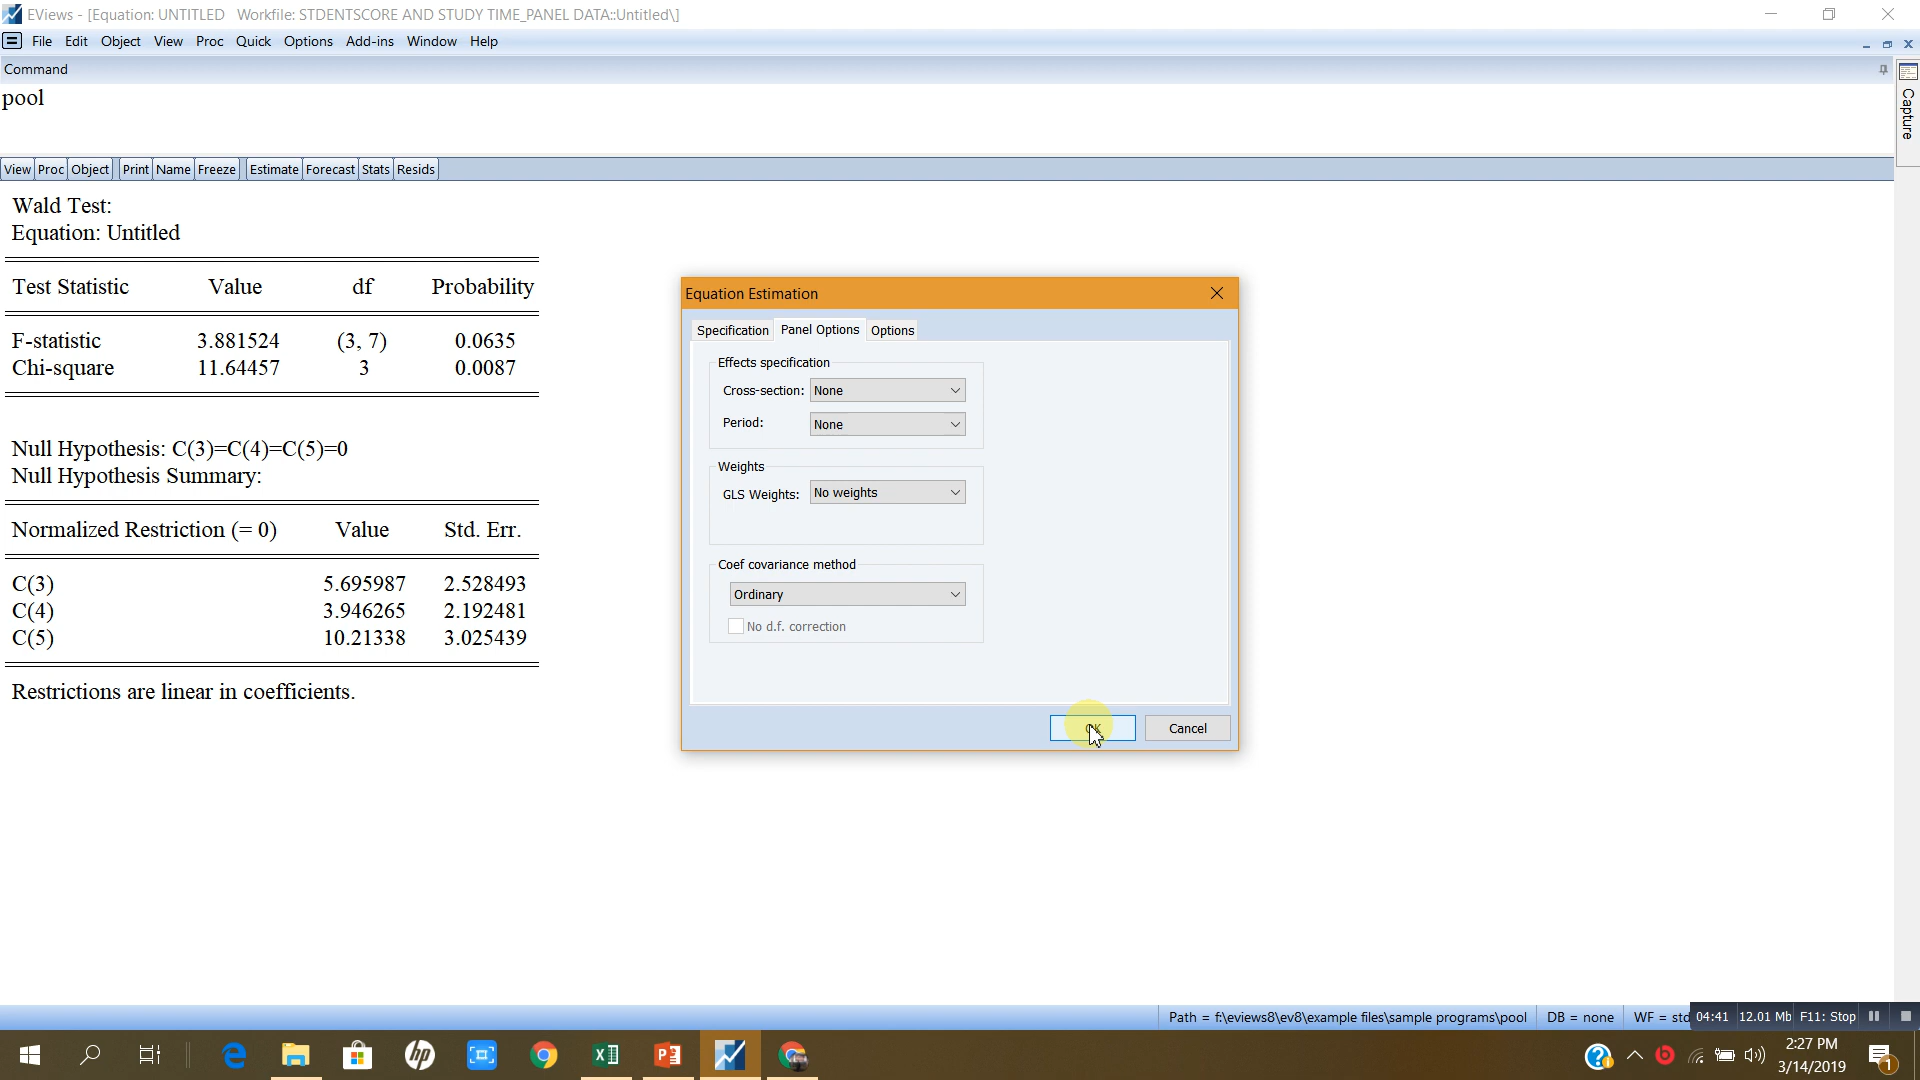 EViews - [Equation: UNTITLED   Workfile: STDENTSCORE AND STUDY TIME_PANEL DATA::Untitled\]
File Edit Object View Proc Quick Options Add-ins Window Help
Command
Capture
pool
View Proc Object Print Name Freeze Estimate Forecast Stats Resids
Wald Test:
Equation: Untitled
Test Statistic Value df Probability
F-statistic 3.881524 (3, 7) 0.0635
Chi-square 11.64457 3 0.0087
Null Hypothesis: C(3)=C(4)=C(5)=0
Null Hypothesis Summary:
Normalized Restriction (= 0) Value Std. Err.
C(3) 5.695987 2.528493
C(4) 3.946265 2.192481
C(5) 10.21338 3.025439
Restrictions are linear in coefficients.
Equation Estimation
Specification Panel Options Options
Effects specification
Cross-section: None
Period: None
Weights
GLS Weights: No weights
Coef covariance method
Ordinary
No d.f. correction
OK Cancel
Path = f:\eviews8\ev8\example files\sample programs\pool DB = none WF = std
04:41 12.01 Mb F11: Stop
hp
2:27 PM
3/14/2019
1